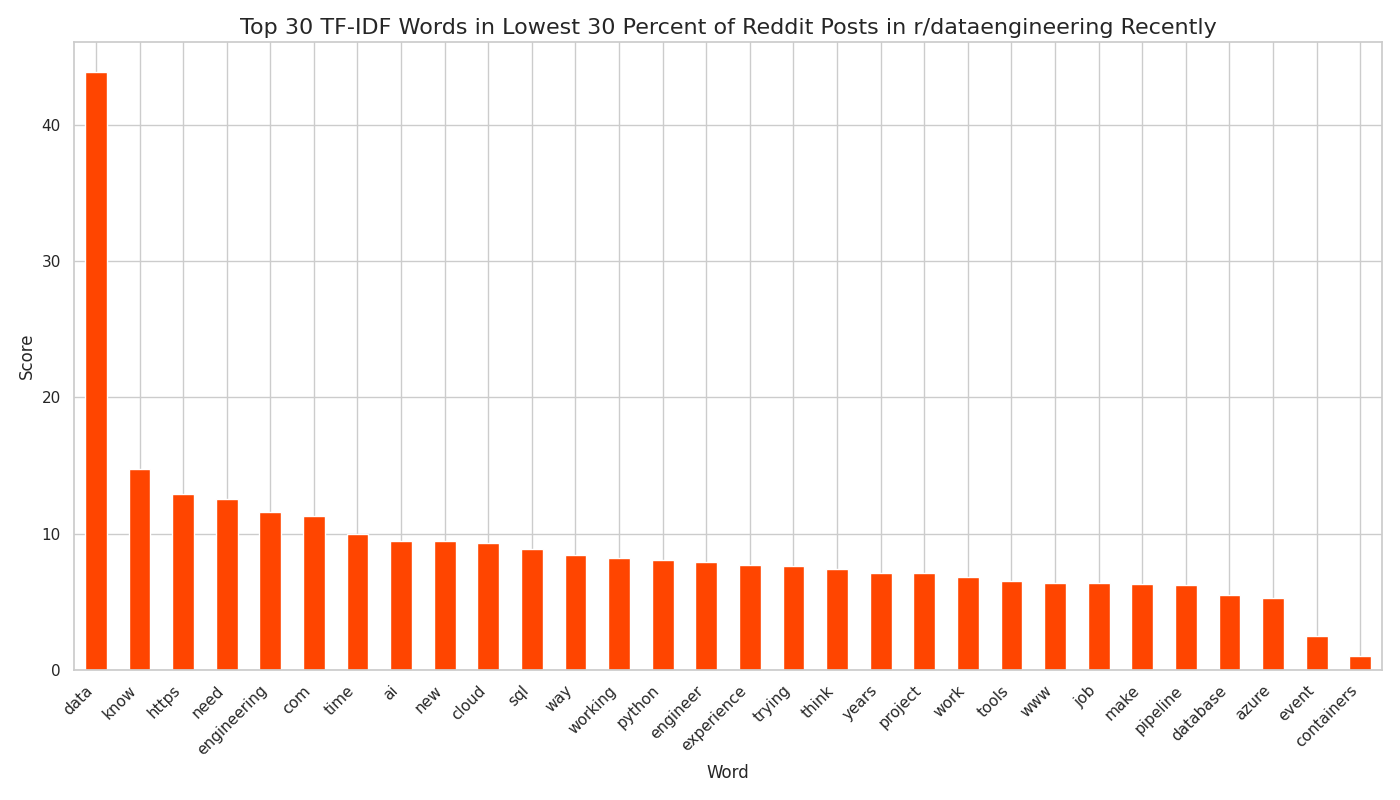 Top 30 TF-IDF Words in Lowest 30 Percent of Reddit Posts in r/dataengineering Recently
Score
40
30
20
10
0
data
know
https
need
engineering
com
time
ai
new
cloud
sql
way
working
python
engineer
experience
trying
think
years
project
work
tools
www
job
make
pipeline
database
azure
event
containers
Word